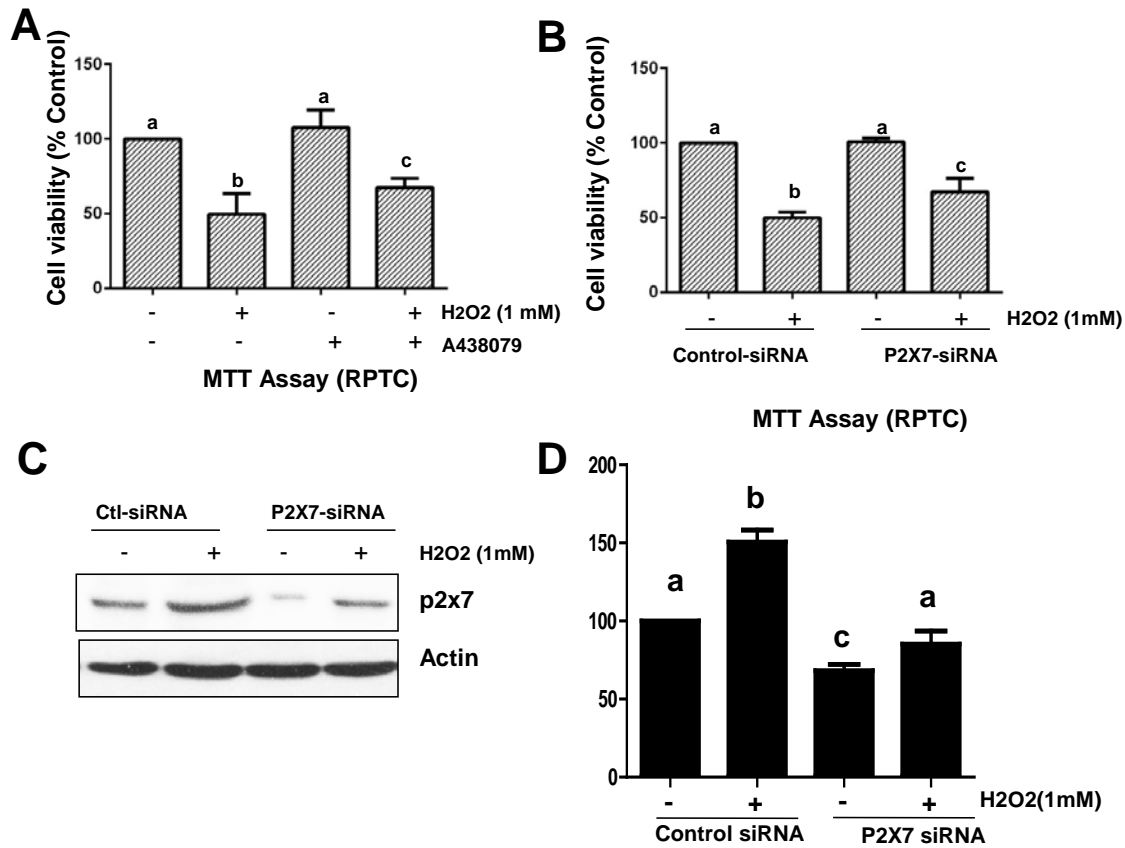 A
Cell viability (% Control)
150
100
50
0
a
b
a
c
- + - + H2O2 (1 mM)
- - + + A438079
MTT Assay (RPTC)
B
Cell viability (% Control)
150
100
50
0
a
b
a
c
- + - + H2O2 (1mM)
Control-siRNA P2X7-siRNA
MTT Assay (RPTC)
C
Ctl-siRNA P2X7-siRNA
- + - + H2O2 (1mM)
p2x7
Actin
D
200
150
100
50
0
a
b
c
a
- + - + H2O2(1mM)
Control siRNA P2X7 siRNA